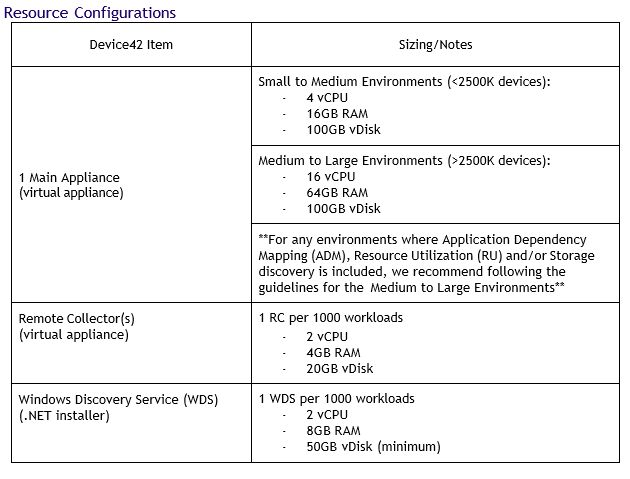 Resource Configurations
Device42 Item
Sizing/Notes
1 Main Appliance
(virtual appliance)
Small to Medium Environments (<2500K devices):
- 4 vCPU
- 16GB RAM
- 100GB vDisk
Medium to Large Environments (>2500K devices):
- 16 vCPU
- 64GB RAM
- 100GB vDisk
**For any environments where Application Dependency
Mapping (ADM), Resource Utilization (RU) and/or Storage
discovery is included, we recommend following the
guidelines for the Medium to Large Environments**
Remote Collector(s)
(virtual appliance)
1 RC per 1000 workloads
- 2 vCPU
- 4GB RAM
- 20GB vDisk
Windows Discovery Service (WDS)
(.NET installer)
1 WDS per 1000 workloads
- 2 vCPU
- 8GB RAM
- 50GB vDisk (minimum)